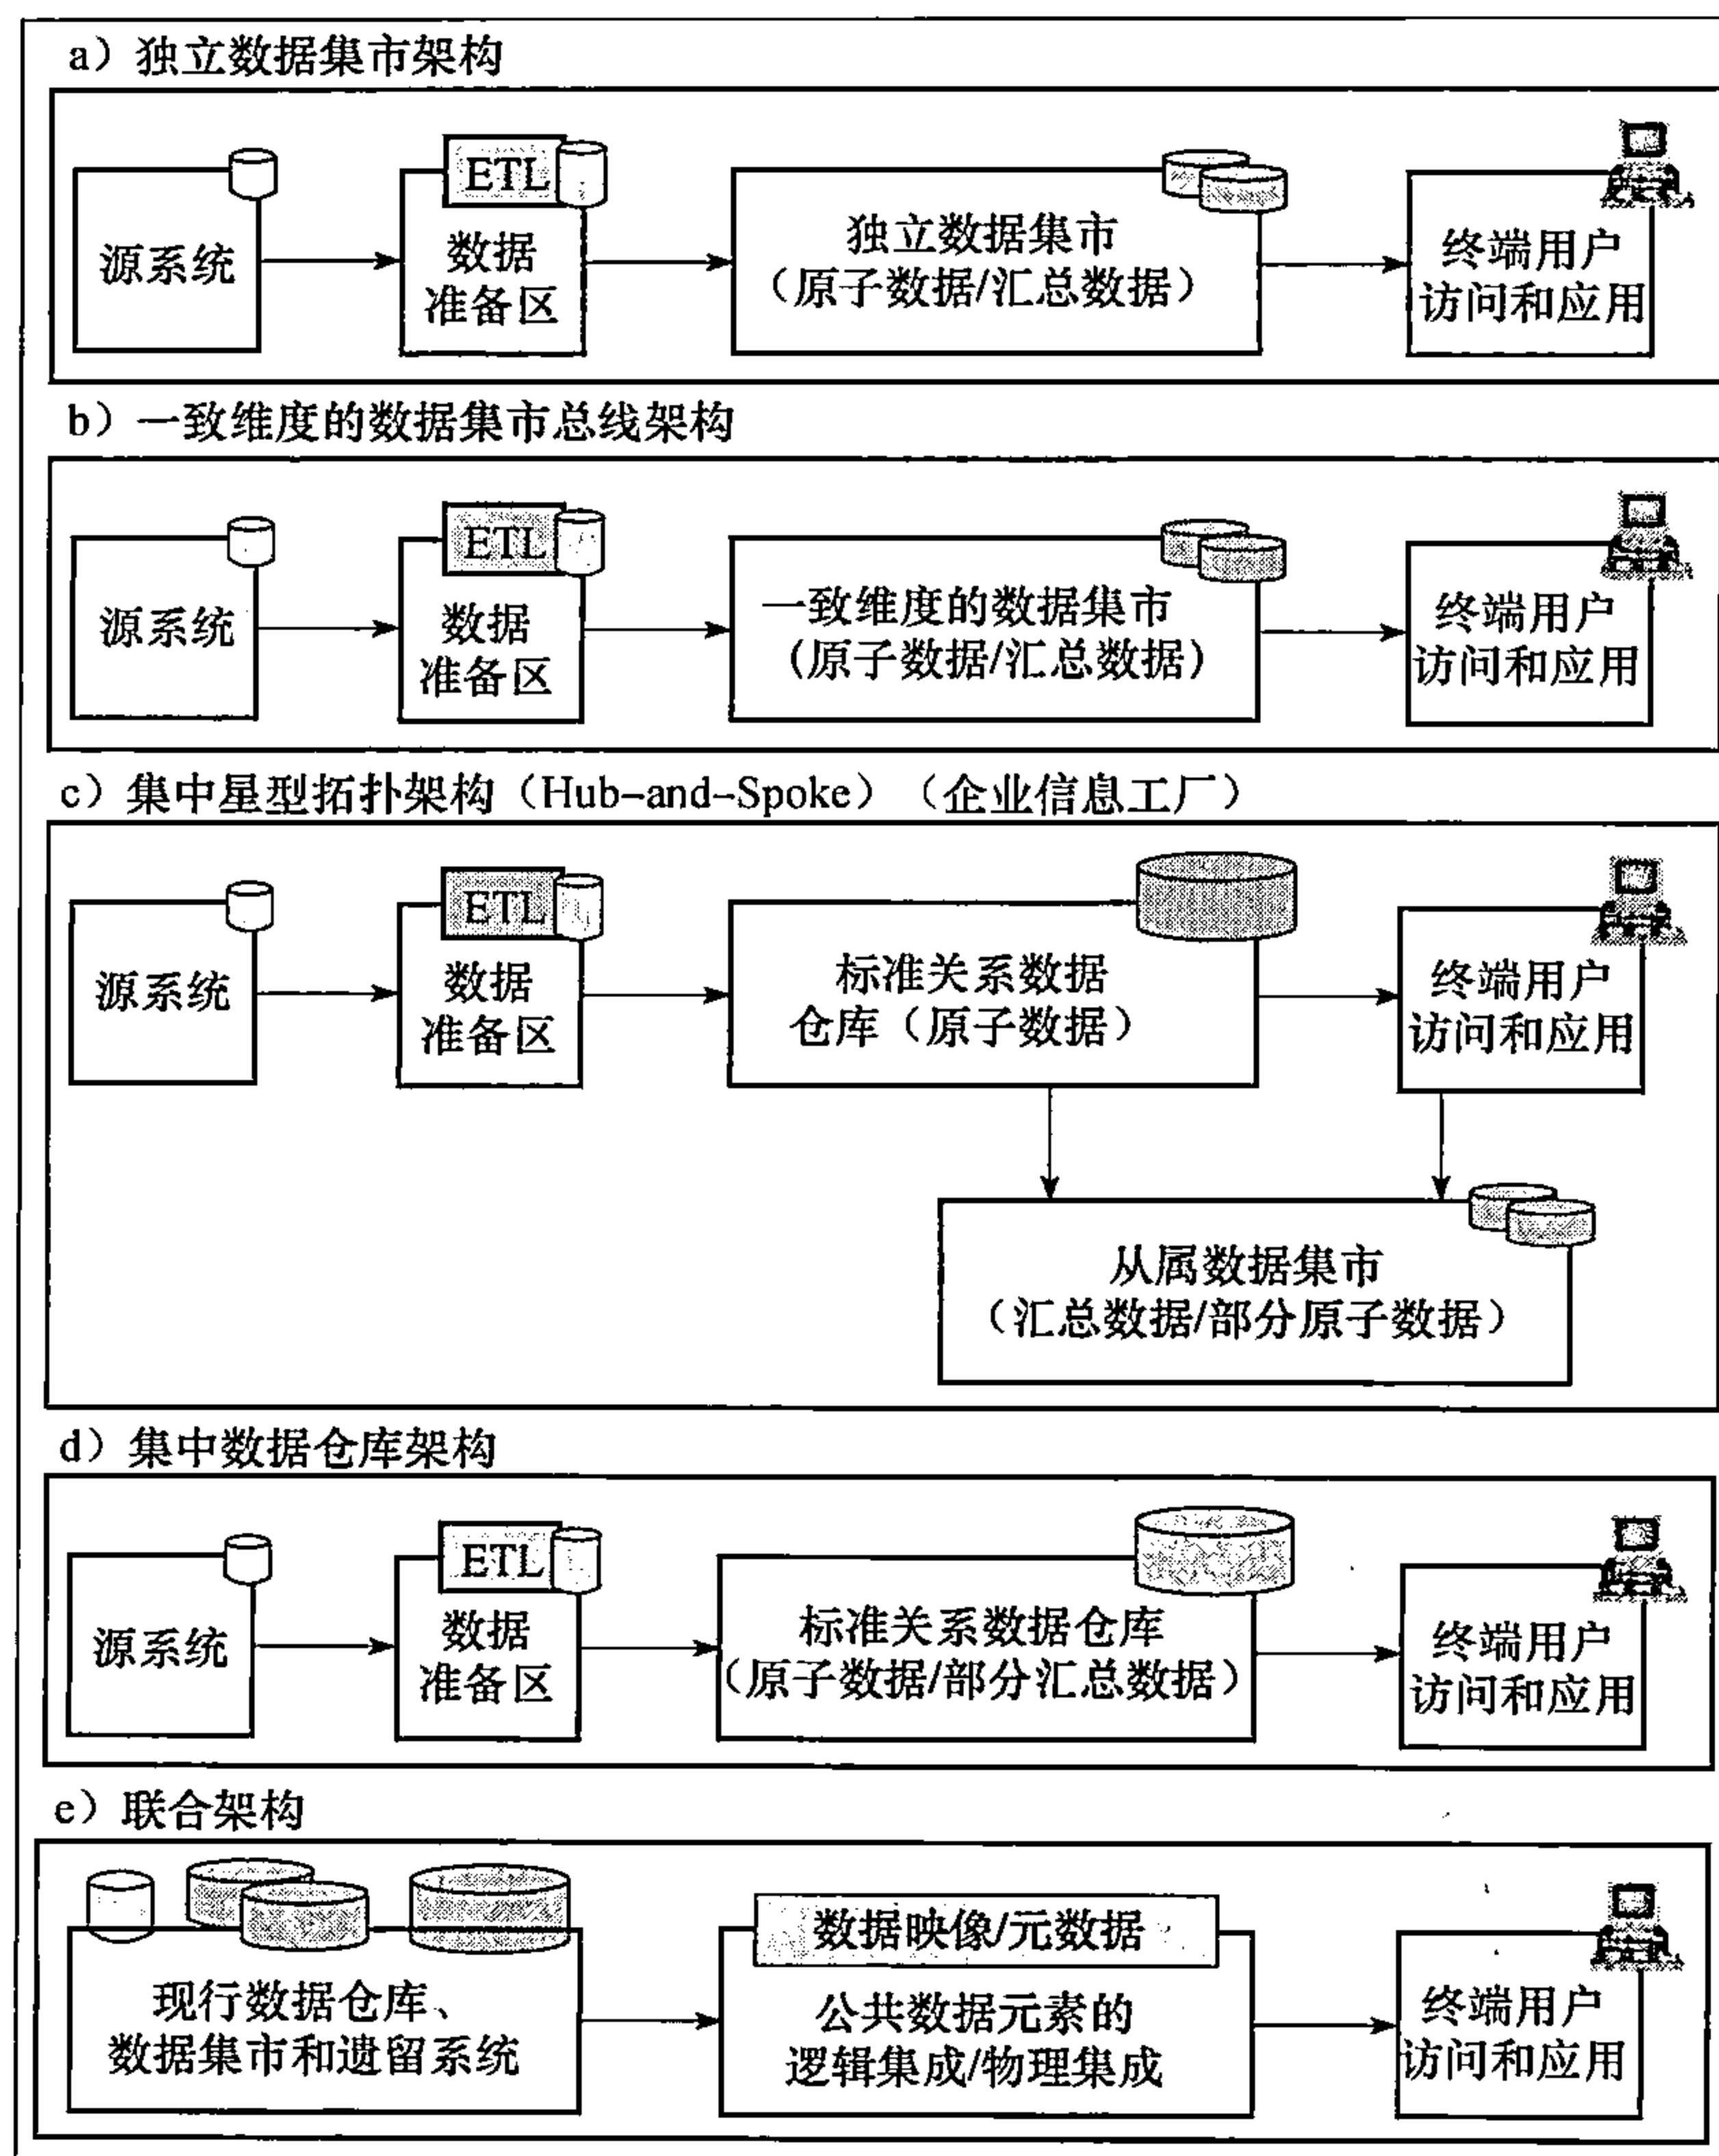 a）独立数据集市架构
源系统
ETL
数据
准备区
独立数据集市
（原子数据/汇总数据）
终端用户
访问和应用
b）一致维度的数据集市总线架构
源系统
ETL
数据
准备区
一致维度的数据集市
(原子数据/汇总数据)
终端用户
访问和应用
c）集中星型拓扑架构（Hub-and-Spoke）（企业信息工厂）
源系统
ETL
数据
准备区
标准关系数据
仓库（原子数据）
终端用户
访问和应用
从属数据集市
（汇总数据/部分原子数据）
d）集中数据仓库架构
源系统
ETL
数据
准备区
标准关系数据仓库
（原子数据/部分汇总数据）
终端用户
访问和应用
e）联合架构
现行数据仓库、
数据集市和遗留系统
数据映像/元数据
公共数据元素的
逻辑集成/物理集成
终端用户
访问和应用